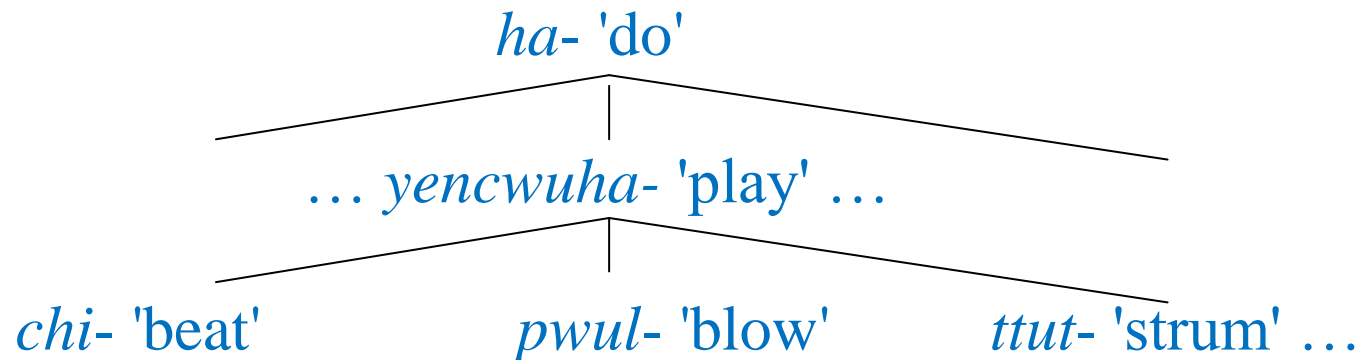 ha- 'do'
… yencwuha- 'play' …
chi- 'beat' pwul- 'blow' ttut- 'strum' …